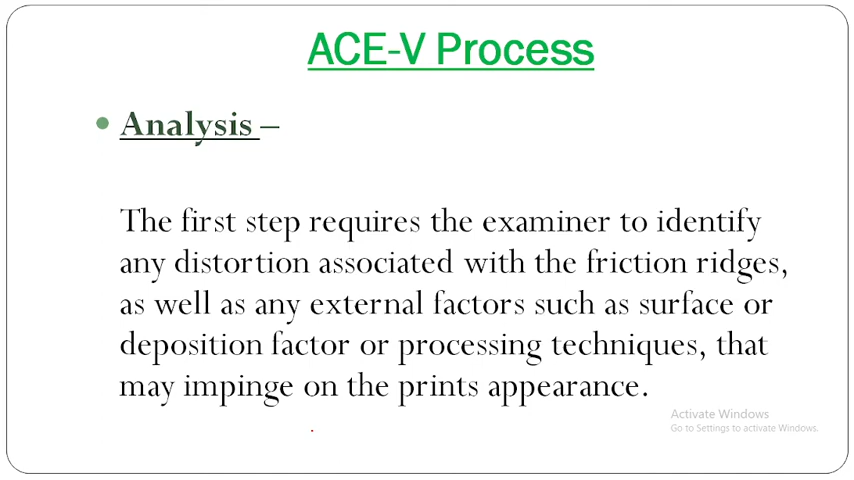 ACE-V Process
• Analysis –
The first step requires the examiner to identify
any distortion associated with the friction ridges,
as well as any external factors such as surface or
deposition factor or processing techniques, that
may impinge on the prints appearance.
Activate Windows
Go to Settings to activate Windows.